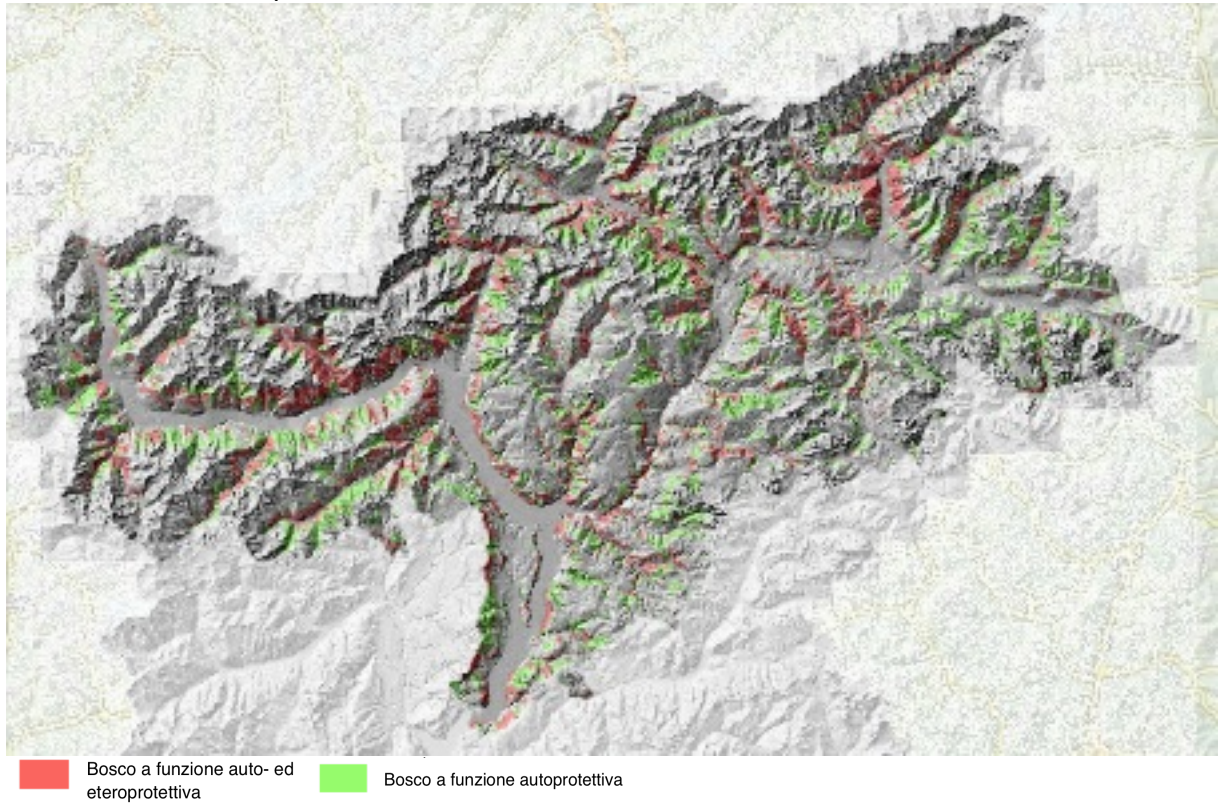 Bosco a funzione auto- ed
eteroprotettiva
Bosco a funzione autoprotettiva